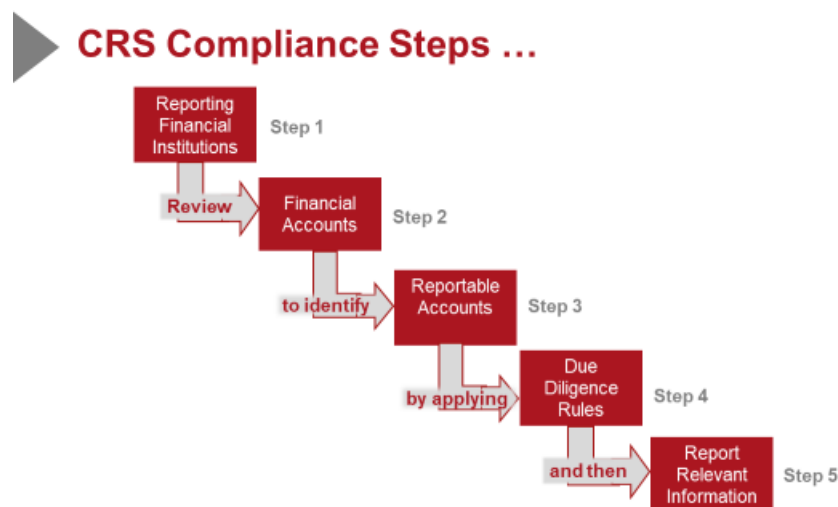 CRS Compliance Steps ...
Reporting
Financial
Institutions
Step 1
Review
Financial
Accounts
Step 2
to identify
Reportable
Accounts
Step 3
by applying
Due
Diligence
Rules
Step 4
and then
Report
Relevant
Information
Step 5